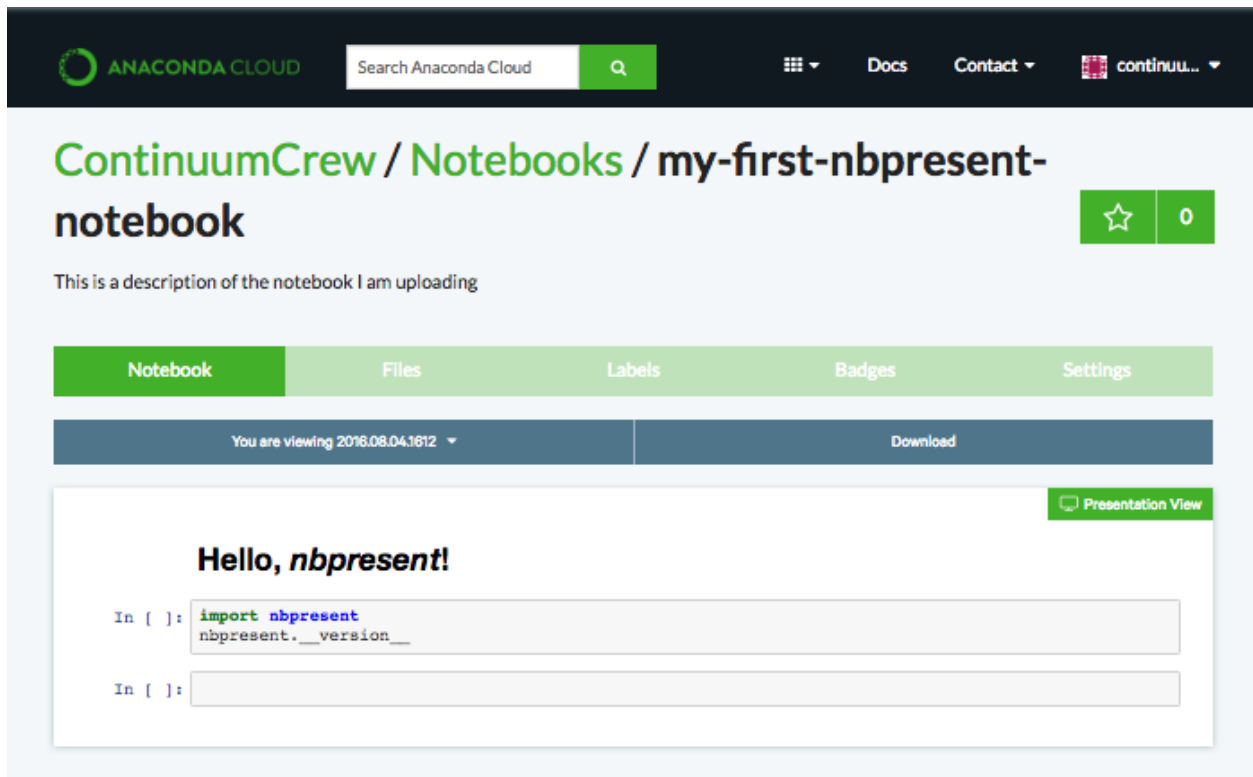 ANACONDA CLOUD
Search Anaconda Cloud
Docs
Contact
continuu...
ContinuumCrew / Notebooks / my-first-nbpresent-
notebook
0
This is a description of the notebook I am uploading
Notebook
Files
Labels
Badges
Settings
You are viewing 2016.08.04.1612
Download
Presentation View
Hello, nbpresent!
In [ ]:
import nbpresent
nbpresent.__version__
In [ ]: